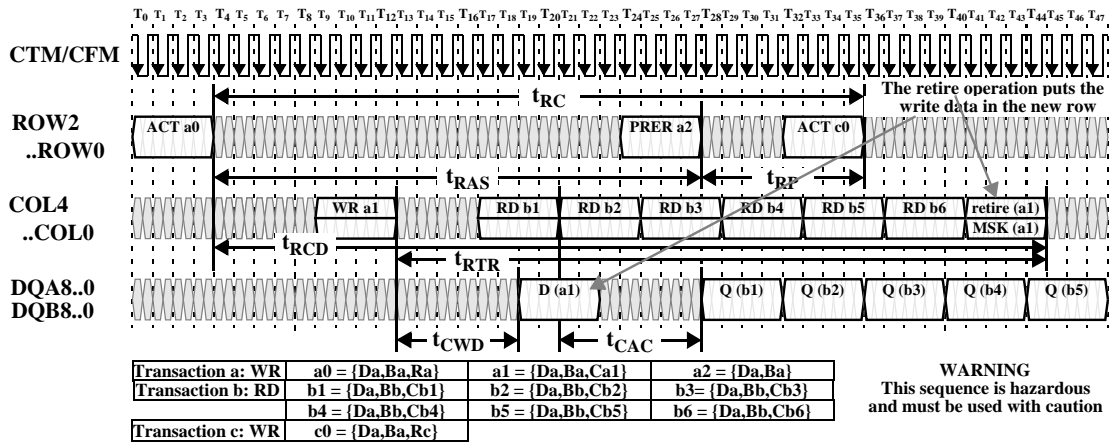 T0 T1 T2 T3 T4 T5 T6 T7 T8 T9 T10 T11 T12 T13 T14 T15 T16 T17 T18 T19 T20 T21 T22 T23 T24 T25 T26 T27 T28 T29 T30 T31 T32 T33 T34 T35 T36 T37 T38 T39 T40 T41 T42 T43 T44 T45 T46 T47
CTM/CFM
tRC
The retire operation puts the
write data in the new row
ROW2
..ROW0
ACT a0
PRER a2
ACT c0
tRAS
tRP
COL4
..COL0
WR a1
RD b1
RD b2
RD b3
RD b4
RD b5
RD b6
retire (a1)
MSK (a1)
tRCD
tRTR
DQA8..0
DQB8..0
D (a1)
Q (b1)
Q (b2)
Q (b3)
Q (b4)
Q (b5)
tCWD
tCAC
Transaction a: WR a0 = {Da,Ba,Ra} a1 = {Da,Ba,Ca1} a2 = {Da,Ba}
Transaction b: RD b1 = {Da,Bb,Cb1} b2 = {Da,Bb,Cb2} b3= {Da,Bb,Cb3}
b4 = {Da,Bb,Cb4} b5 = {Da,Bb,Cb5} b6 = {Da,Bb,Cb6}
Transaction c: WR c0 = {Da,Ba,Rc}
WARNING
This sequence is hazardous
and must be used with caution